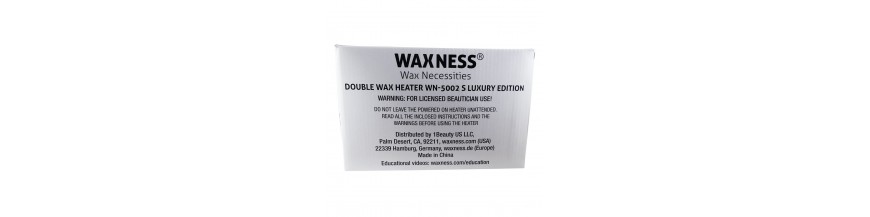 WAXNESS®
Wax Necessities
DOUBLE WAX HEATER WN-5002 S LUXURY EDITION
WARNING: FOR LICENSED BEAUTICIAN USE!
DO NOT LEAVE THE POWERED ON HEATER UNATTENDED.
READ ALL THE INCLOSED INSTRUCTIONS AND THE
WARNINGS BEFORE USING THE HEATER
Distributed by 1Beauty US LLC,
Palm Desert, CA, 92211, waxness.com (USA)
22339 Hamburg, Germany, waxness.de (Europe)
Made in China
Educational videos: waxness.com/education